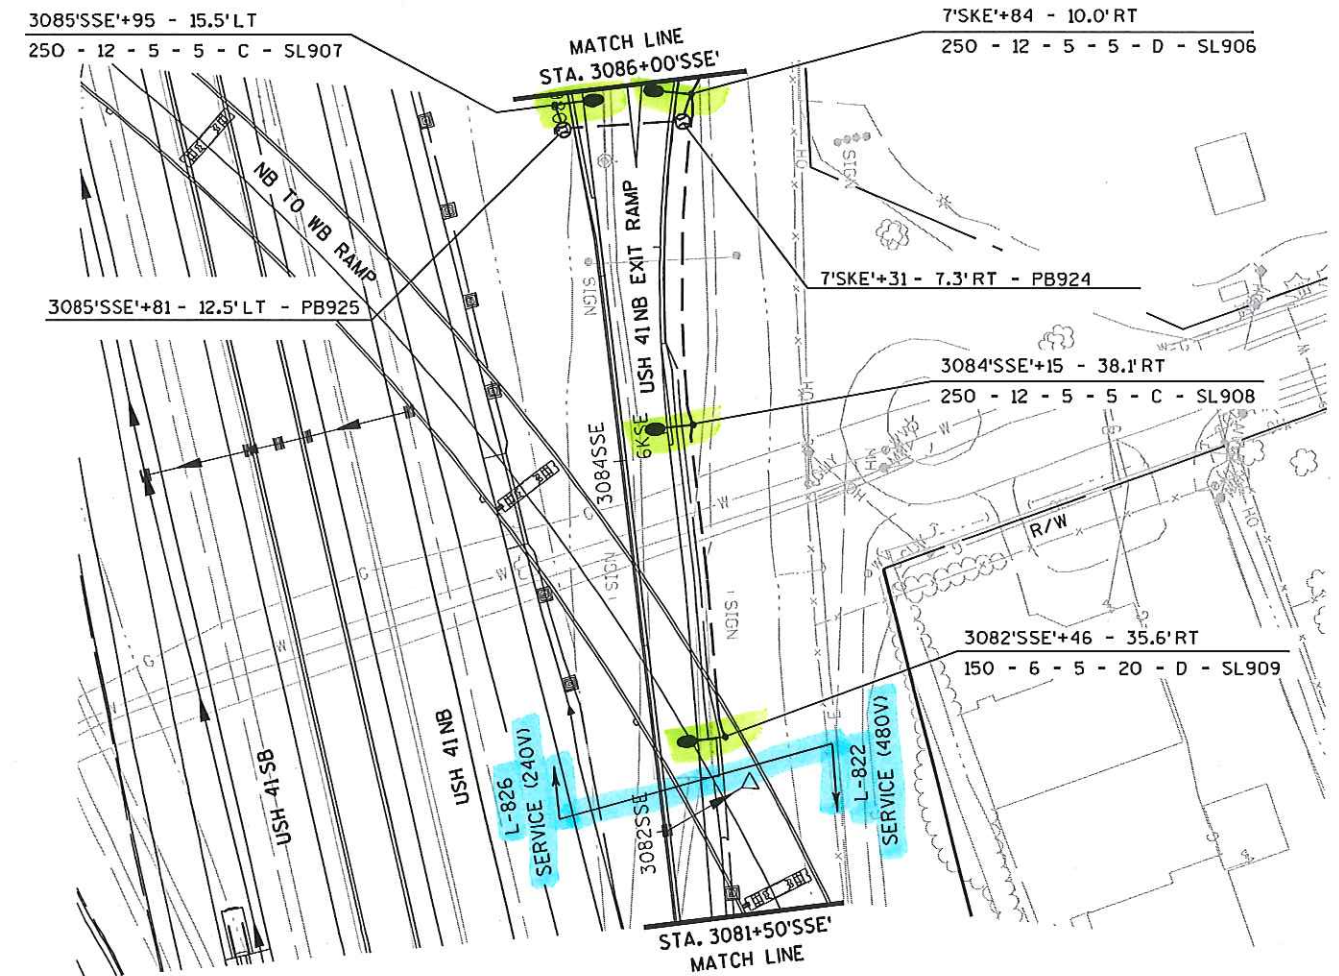 3085'SSE'+95 - 15.5' LT
250 - 12 - 5 - 5 - C - SL907
7'SKE'+84 - 10.0' RT
250 - 12 - 5 - 5 - D - SL906
MATCH LINE
STA. 3086+00'SSE'
NB TO WB RAMP
SIGN
SIGN
USH 41 NB EXIT RAMP
7'SKE'+31 - 7.3' RT - PB924
3085'SSE'+81 - 12.5' LT - PB925
3084'SSE'+15 - 38.1' RT
250 - 12 - 5 - 5 - C - SL908
6KSE
3084SSE
R/W
SIGN
SIGN
3082'SSE'+46 - 35.6' RT
150 - 6 - 5 - 20 - D - SL909
USH 41 SB
USH 41 NB
L-826
SERVICE (240V)
L-822
SERVICE (480V)
3082SSE
STA. 3081+50'SSE'
MATCH LINE